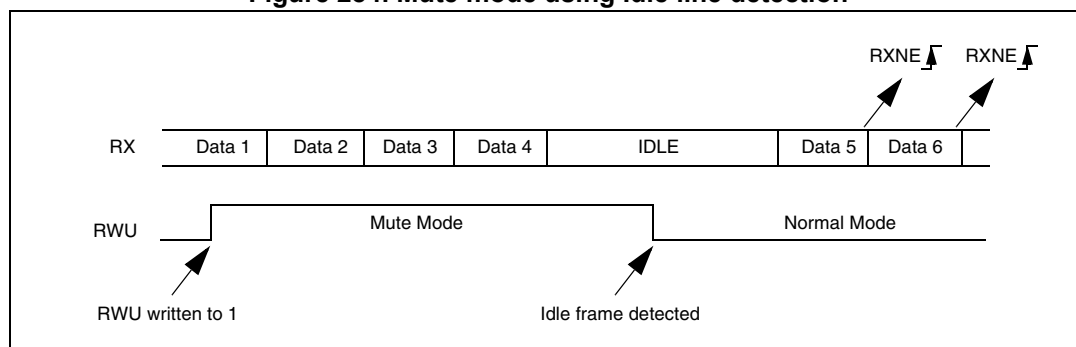 RXNE RXNE
RX Data 1 Data 2 Data 3 Data 4 IDLE Data 5 Data 6
RWU Mute Mode Normal Mode
RWU written to 1 Idle frame detected